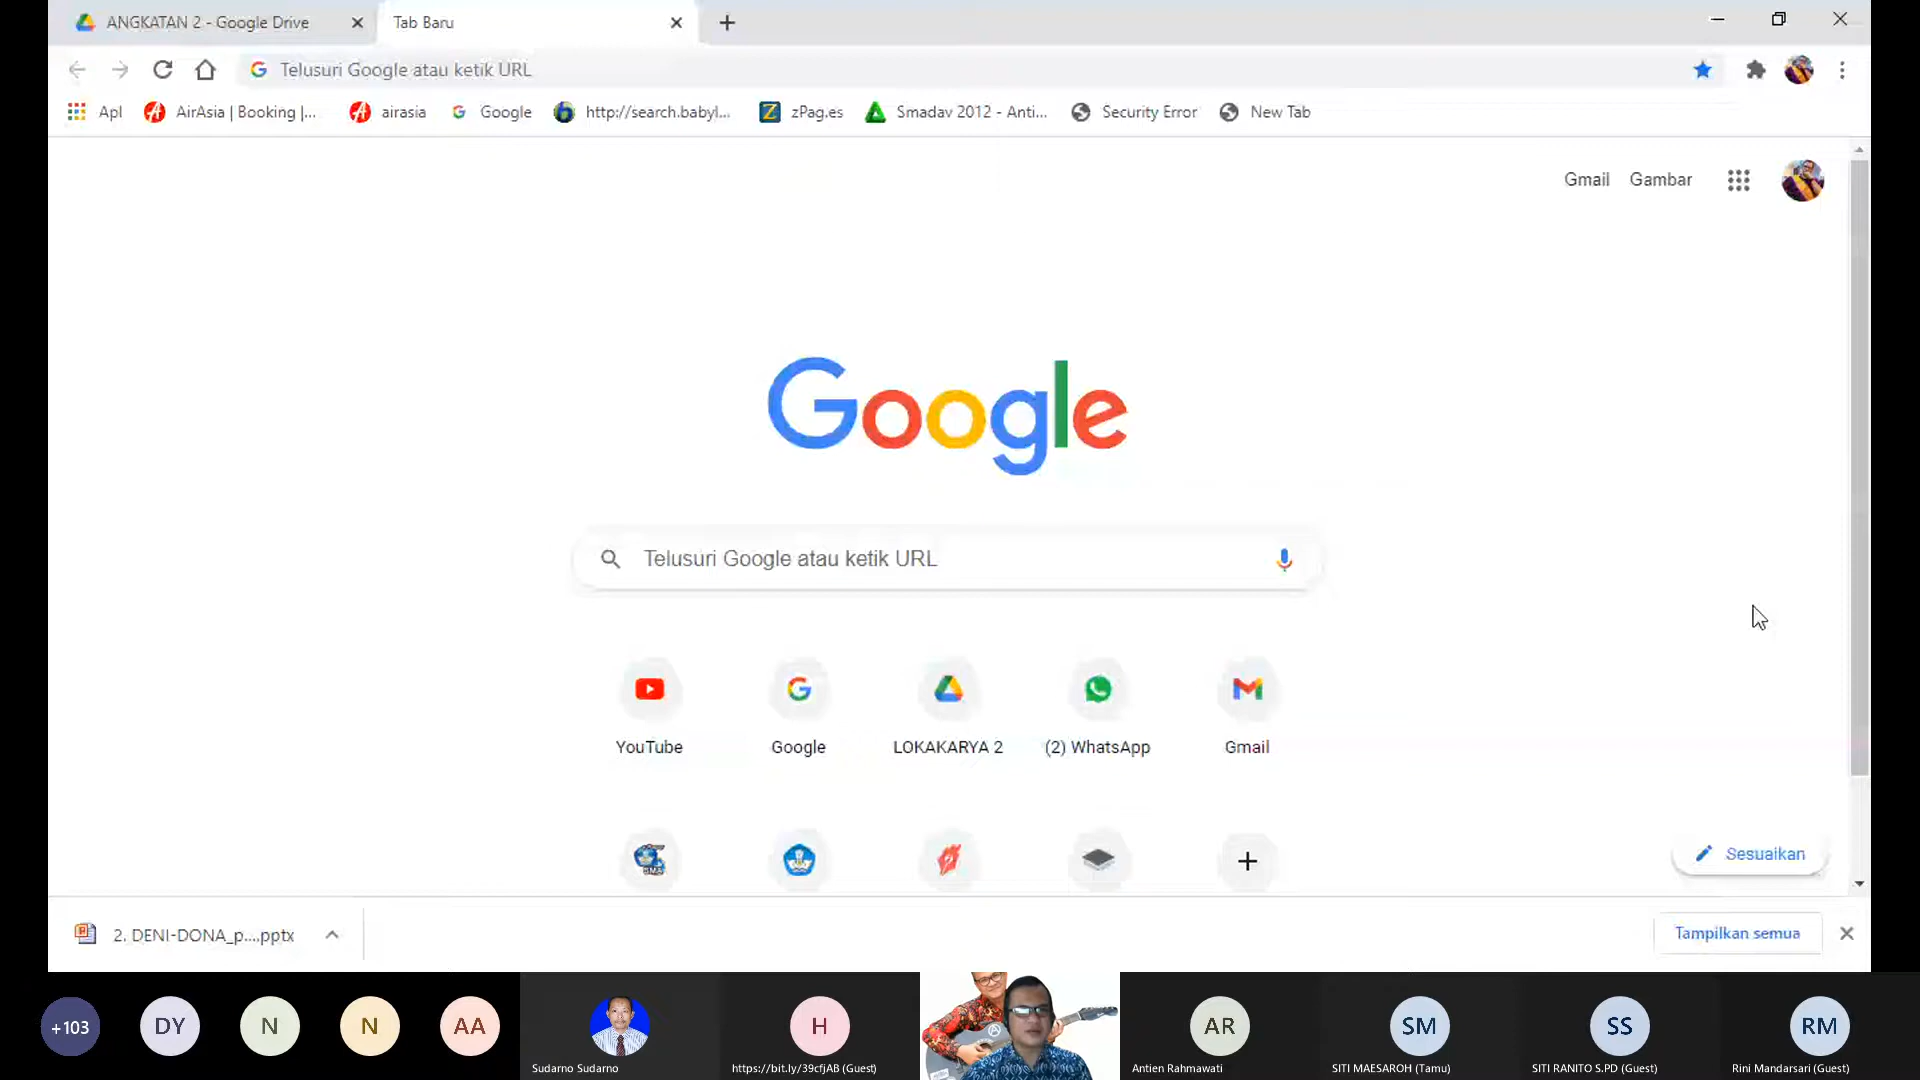 ANGKATAN 2 - Google Drive
Tab Baru
Telusuri Google atau ketik URL
Apl
AirAsia | Booking |...
airasia
Google
http://search.babyl...
zPag.es
Smadav 2012 - Anti...
Security Error
New Tab
Gmail
Gambar
Google
Telusuri Google atau ketik URL
YouTube
Google
LOKAKARYA 2
(2) WhatsApp
Gmail
Sesuaikan
2. DENI-DONA_p....pptx
Tampilkan semua
+103
DY
N
N
AA
Sudarno Sudarno
H
https://bit.ly/39cfjAB (Guest)
AR
Antien Rahmawati
SM
SITI MAESAROH (Tamu)
SS
SITI RANITO S.PD (Guest)
RM
Rini Mandarsari (Guest)